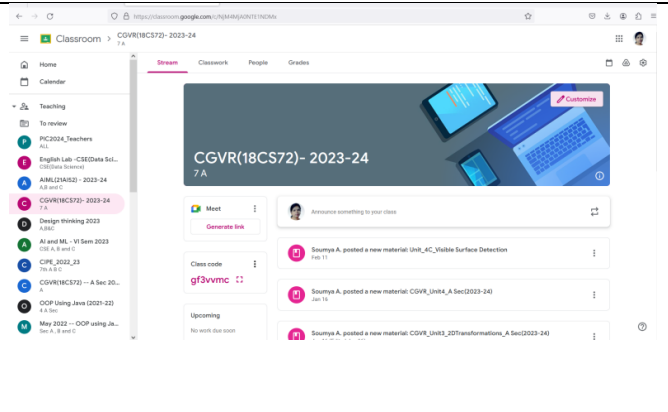 https://classroom.google.com/c/NjM4MjA0NTE1NDMx
Classroom > CGVR(18CS72)- 2023-24
7 A
Home
Calendar
Teaching
To review
P PIC2024_Teachers
ALL
E English Lab -CSE(Data Sci...
CSE(Data Science)
A AIML(21AI52) - 2023-24
A,B and C
C CGVR(18CS72)- 2023-24
7 A
D Design thinking 2023
A,B&C
A AI and ML - VI Sem 2023
CSE A, B and C
C CIPE_2022_23
7th A B C
C CGVR(18CS72) -- A Sec 20...
A
O OOP Using Java (2021-22)
4 A Sec
M May 2022 -- OOP using Ja...
Sec A , B and C
Stream Classwork People Grades
Customize
CGVR(18CS72)- 2023-24
7 A
Meet
Generate link
Class code
gf3vvmc
Upcoming
No work due soon
Announce something to your class
Soumya A. posted a new material: Unit_4C_Visible Surface Detection
Feb 11
Soumya A. posted a new material: CGVR_Unit4_A Sec(2023-24)
Jan 16
Soumya A. posted a new material: CGVR_Unit3_2DTransformations_A Sec(2023-24)